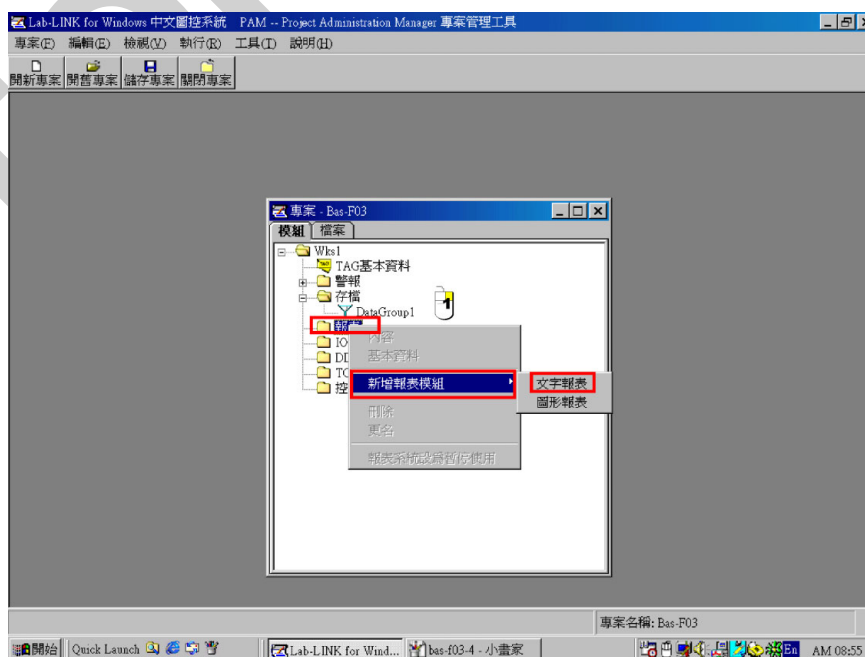 Lab-LINK for Windows 中文圖控系統 PAM -- Project Administration Manager 專案管理工具
專案(F) 編輯(E) 檢視(V) 執行(R) 工具(T) 說明(H)
開新專案 開舊專案 儲存專案 關閉專案
專案 - Bas-F03
模組 檔案
Wks1
TAG基本資料
警報
存檔
1
DataGroup1
報表
內容
IO
基本資料
新增報表模組
文字報表
圖形報表
控
刪除
更名
報表系統設為暫停使用
專案名稱: Bas-F03
開始 Quick Launch Lab-LINK for Wind... bas-f03-4 - 小畫家 En AM 08:55